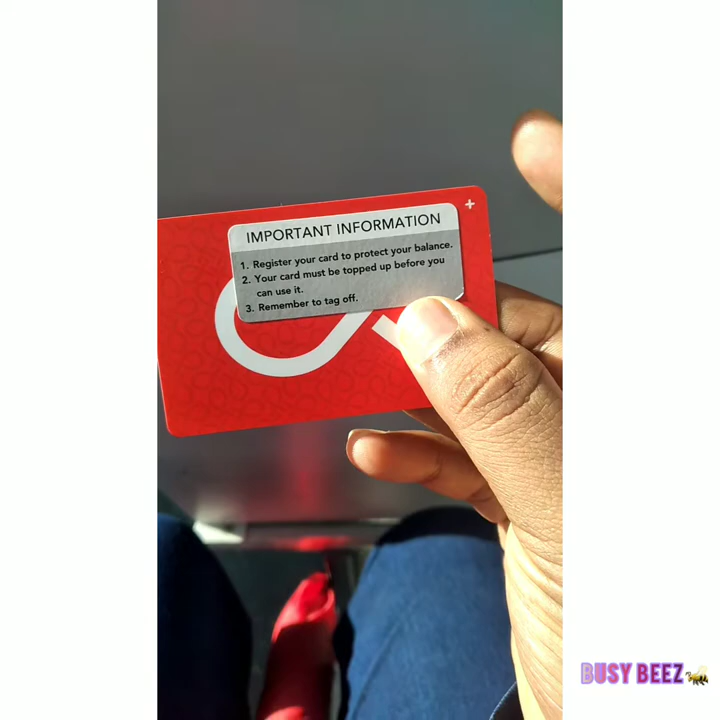 IMPORTANT INFORMATION
1. Register your card to protect your balance.
2. Your card must be topped up before you
can use it.
3. Remember to tag off.
BUSY BEEZ